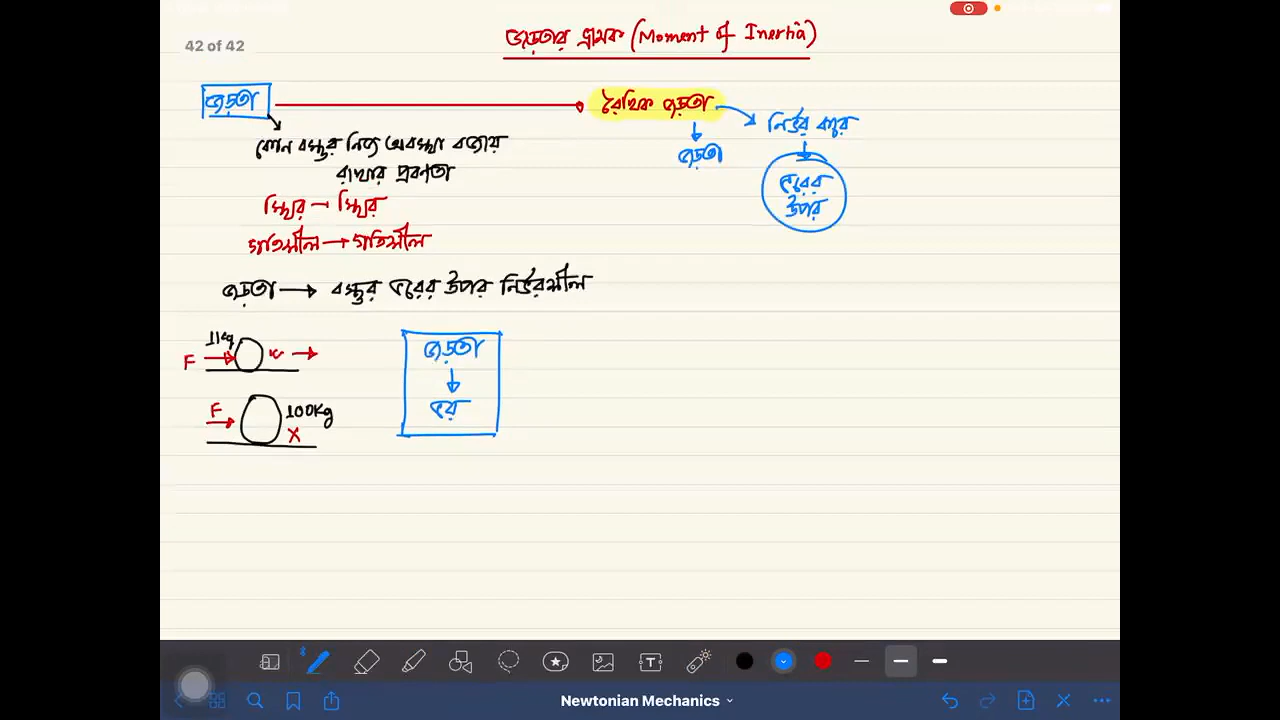 42 of 42
জড়তার ভ্রামক (Moment of Inertia)
জড়তা
রৈখিক জড়তা
কোন বস্তুর নিজ অবস্থা বজায়
রাখার প্রবণতা
জড়তা
নির্ভর করে
ভরের
উপর
স্থির → স্থির
গতিশীল → গতিশীল
জড়তা → বস্তুর ভরের উপর নির্ভরশীল
1kg
F
F
100kg
X
জড়তা
ভর
Newtonian Mechanics